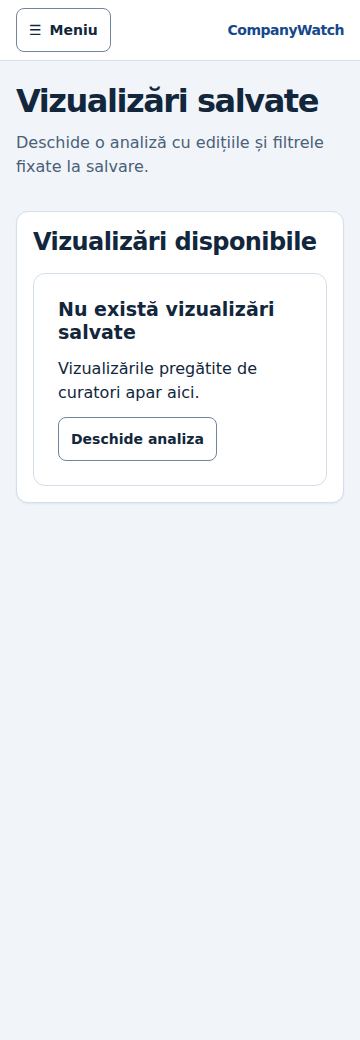 ☰ Meniu
CompanyWatch
Vizualizări salvate
Deschide o analiză cu edițiile și filtrele
fixate la salvare.
Vizualizări disponibile
Nu există vizualizări
salvate
Vizualizările pregătite de
curatori apar aici.
Deschide analiza